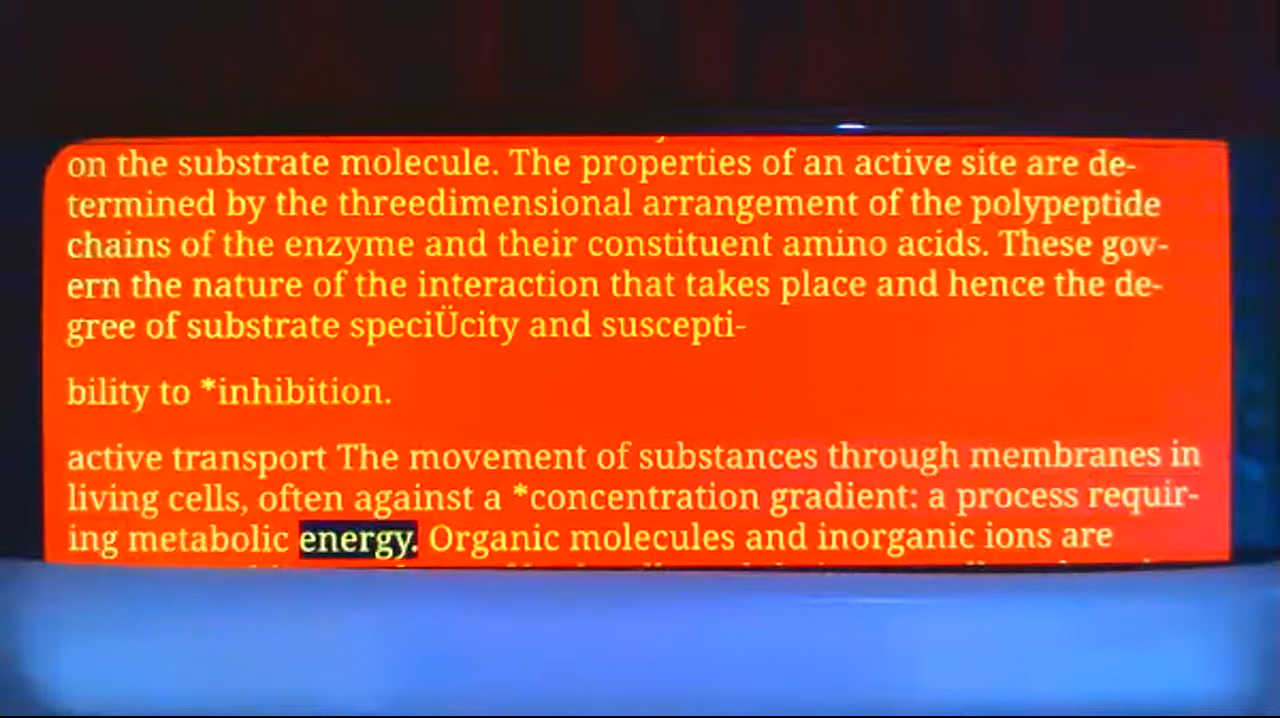 on the substrate molecule. The properties of an active site are de-
termined by the threedimensional arrangement of the polypeptide
chains of the enzyme and their constituent amino acids. These gov-
ern the nature of the interaction that takes place and hence the de-
gree of substrate speciÜcity and suscepti-
bility to *inhibition.
active transport The movement of substances through membranes in
living cells, often against a *concentration gradient: a process requir-
ing metabolic energy. Organic molecules and inorganic ions are